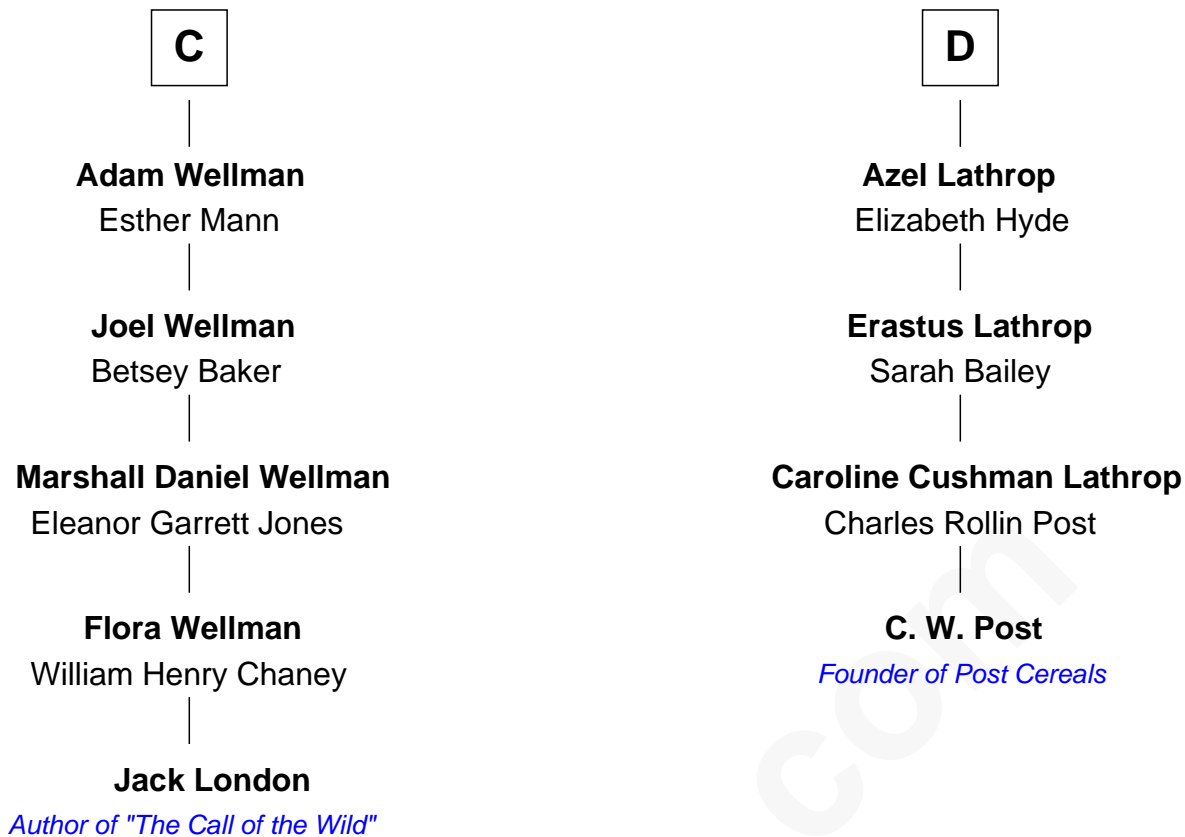 C
Adam Wellman
Esther Mann
Joel Wellman
Betsey Baker
Marshall Daniel Wellman
Eleanor Garrett Jones
Flora Wellman
William Henry Chaney
Jack London
Author of "The Call of the Wild"
D
Azel Lathrop
Elizabeth Hyde
Erastus Lathrop
Sarah Bailey
Caroline Cushman Lathrop
Charles Rollin Post
C. W. Post
Founder of Post Cereals
com